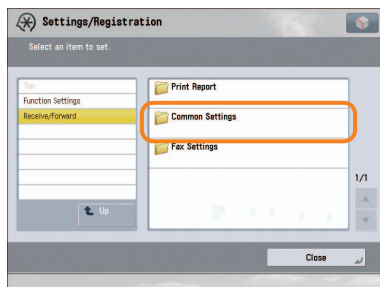 Settings/Registration
Select an item to set.
Top
Function Settings
Receive/Forward
Up
Print Report
Common Settings
Fax Settings
1/1
Close